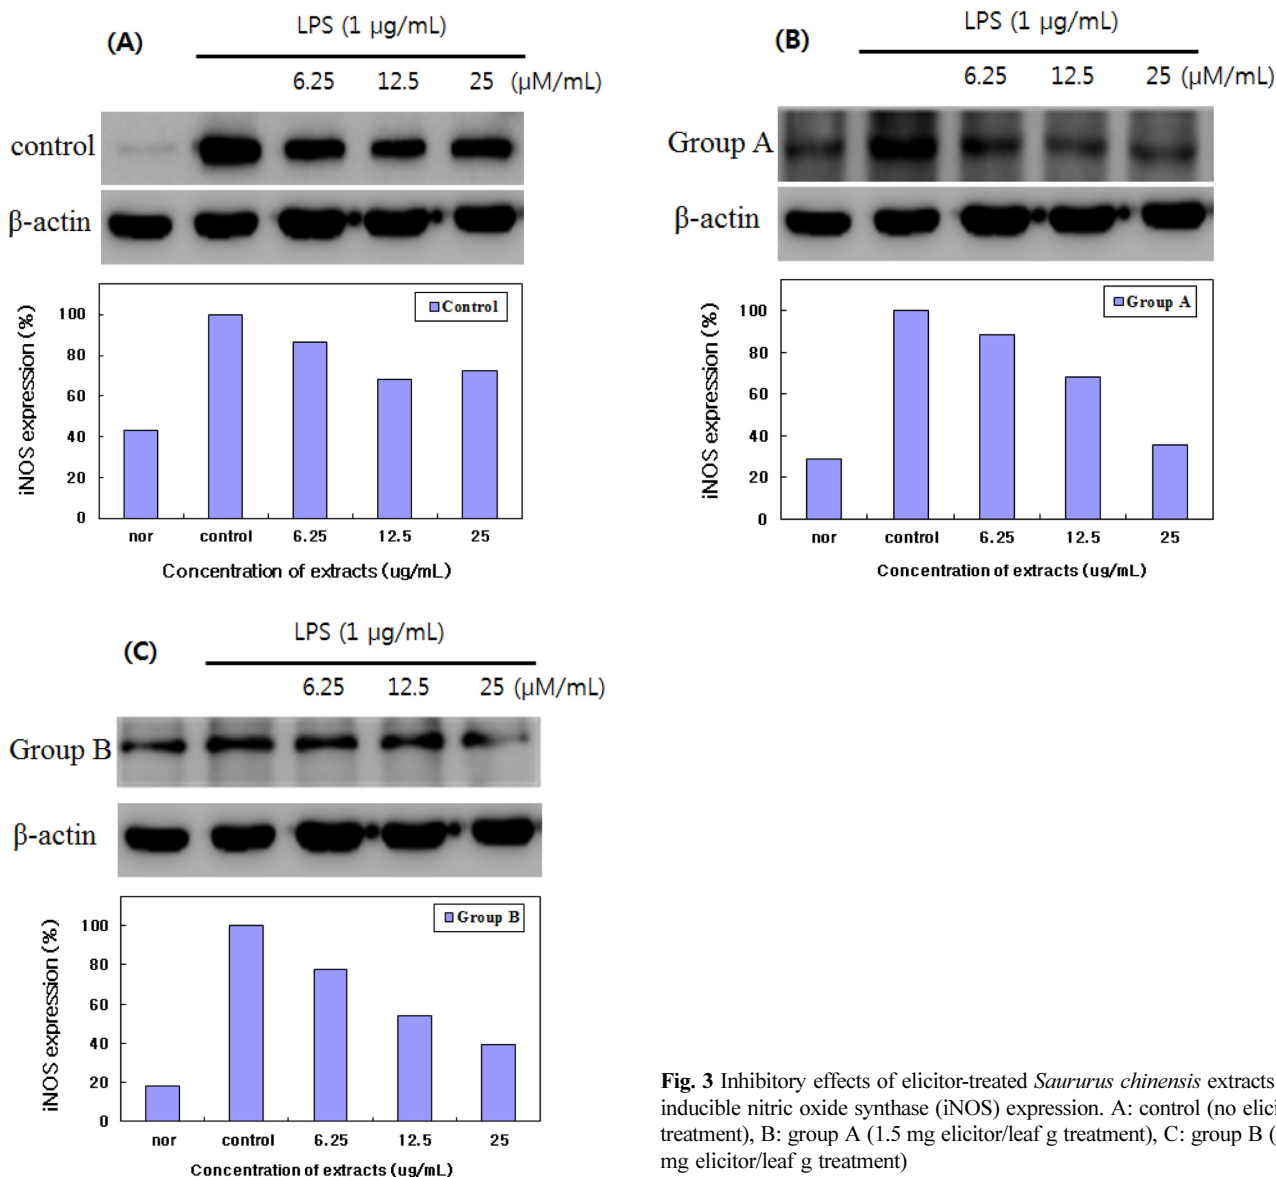 (A)
LPS (1 μg/mL)
6.25 12.5 25 (μM/mL)
control
β-actin
iNOS expression (%)
100
80
60
40
20
0
Control
nor control 6.25 12.5 25
Concentration of extracts (ug/mL)
(B)
LPS (1 μg/mL)
6.25 12.5 25 (μM/mL)
Group A
β-actin
iNOS expression (%)
100
80
60
40
20
0
Group A
nor control 6.25 12.5 25
Concentration of extracts (ug/mL)
(C)
LPS (1 μg/mL)
6.25 12.5 25 (μM/mL)
Group B
β-actin
iNOS expression (%)
100
80
60
40
20
0
Group B
nor control 6.25 12.5 25
Concentration of extracts (ug/mL)
Fig. 3 Inhibitory effects of elicitor-treated Saururus chinensis extracts
inducible nitric oxide synthase (iNOS) expression. A: control (no elici
treatment), B: group A (1.5 mg elicitor/leaf g treatment), C: group B (
mg elicitor/leaf g treatment)